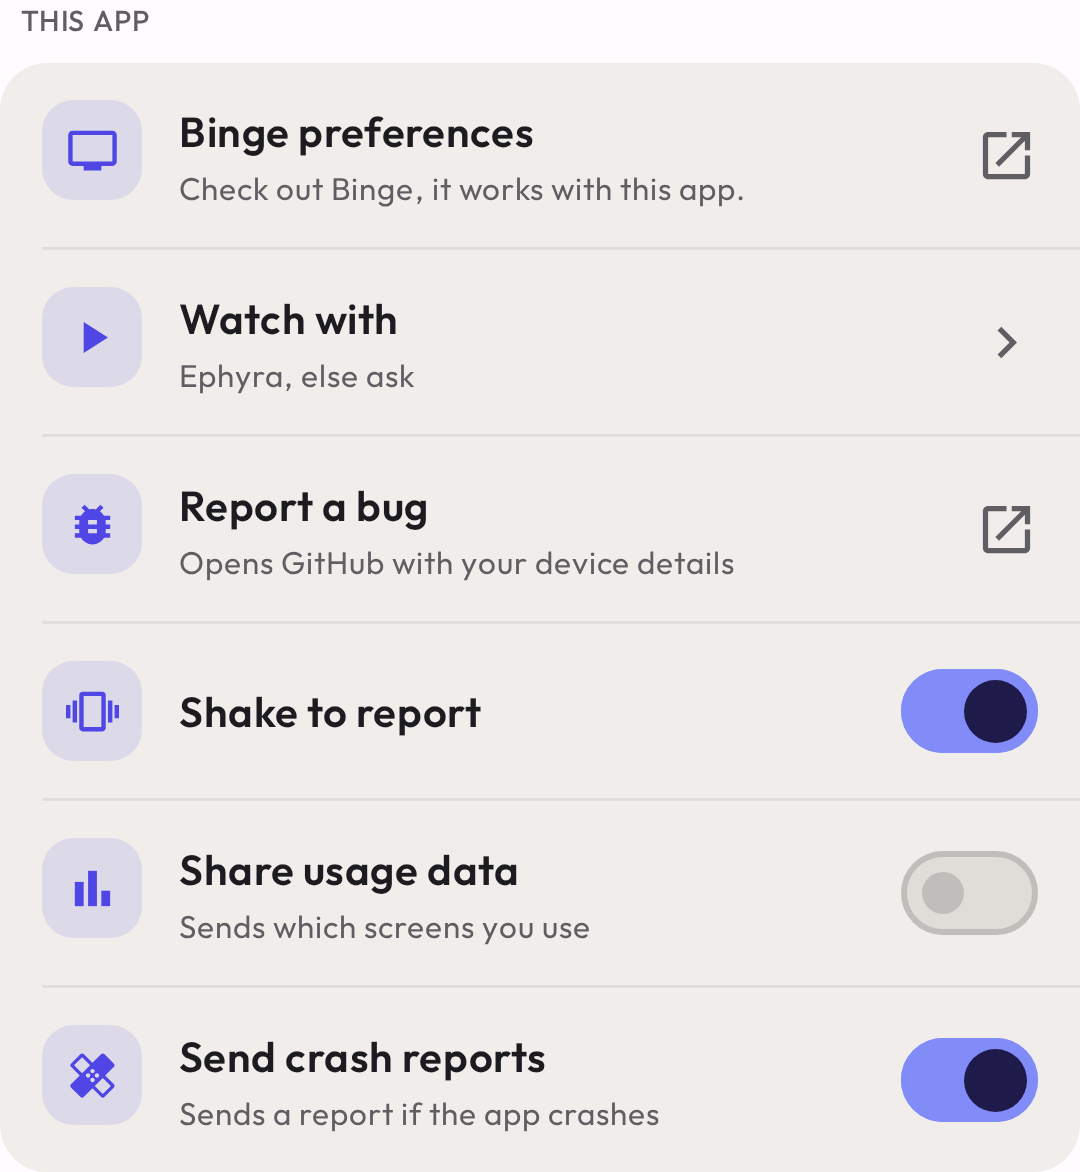 THIS APP
Binge preferences
Check out Binge, it works with this app.
Watch with
Ephyra, else ask
Report a bug
Opens GitHub with your device details
Shake to report
Share usage data
Sends which screens you use
Send crash reports
Sends a report if the app crashes